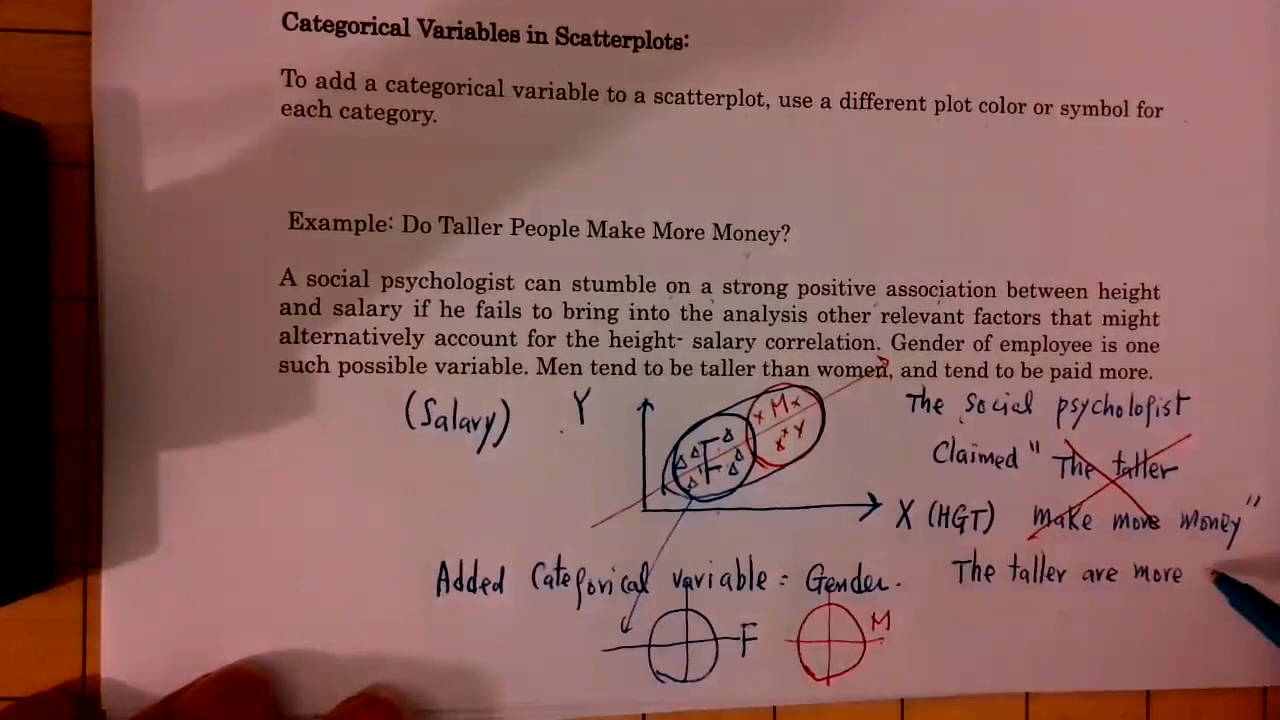 Categorical Variables in Scatterplots:
To add a categorical variable to a scatterplot, use a different plot color or symbol for
each category.
Example: Do Taller People Make More Money?
A social psychologist can stumble on a strong positive association between height
and salary if he fails to bring into the analysis other relevant factors that might
alternatively account for the height- salary correlation. Gender of employee is one
such possible variable. Men tend to be taller than women, and tend to be paid more.
(Salary) Y
F
M
The Social psychologist
Claimed " The taller
make more money"
X (HGT)
Added Categorical variable: Gender.
The taller are more
F
M